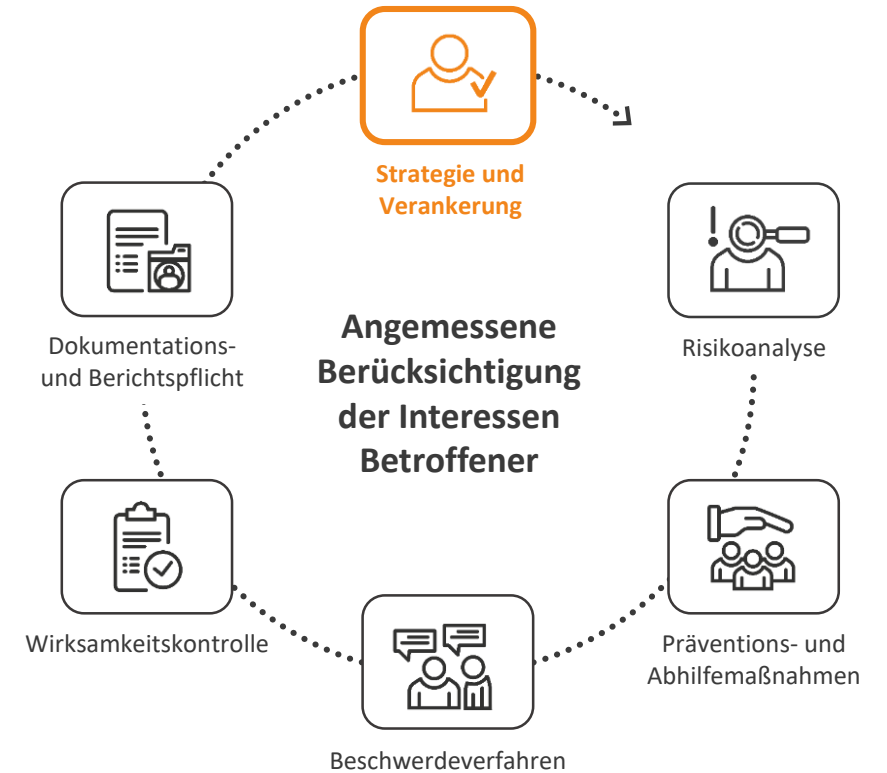 Strategie und
Verankerung
Risikoanalyse
Präventions- und
Abhilfemaßnahmen
Beschwerdeverfahren
Wirksamkeitskontrolle
Dokumentations-
und Berichtspflicht
Angemessene
Berücksichtigung
der Interessen
Betroffener